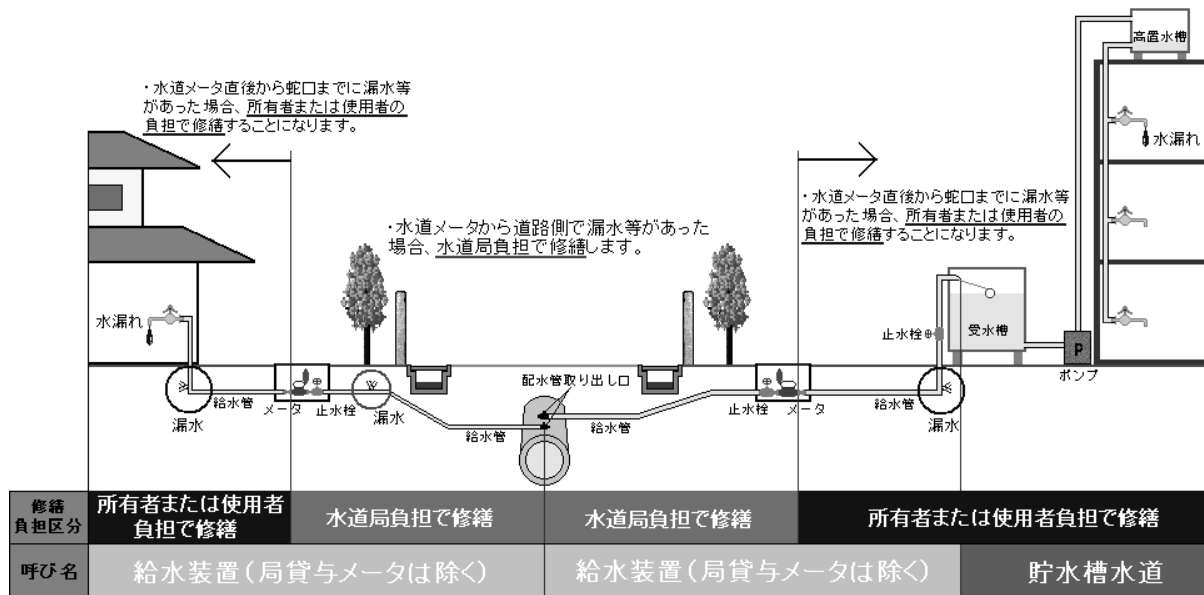 高置水槽
・水道メータ直後から蛇口までに漏水等
があった場合、所有者または使用者の
負担で修繕することになります。
水漏れ
・水道メータ直後から蛇口までに漏水等
があった場合、所有者または使用者の
負担で修繕することになります。
・水道メータから道路側で漏水等があった
場合、水道局負担で修繕します。
水漏れ
止水栓
受水槽
P
ポンプ
配水管取り出し口
給水管
メータ
止水栓
漏水
漏水
給水管
給水管
止水栓
メータ
給水管
漏水
修繕
負担区分
所有者または使用者
負担で修繕
水道局負担で修繕
水道局負担で修繕
所有者または使用者負担で修繕
呼び名
給水装置(局貸与メータは除く)
給水装置(局貸与メータは除く)
貯水槽水道